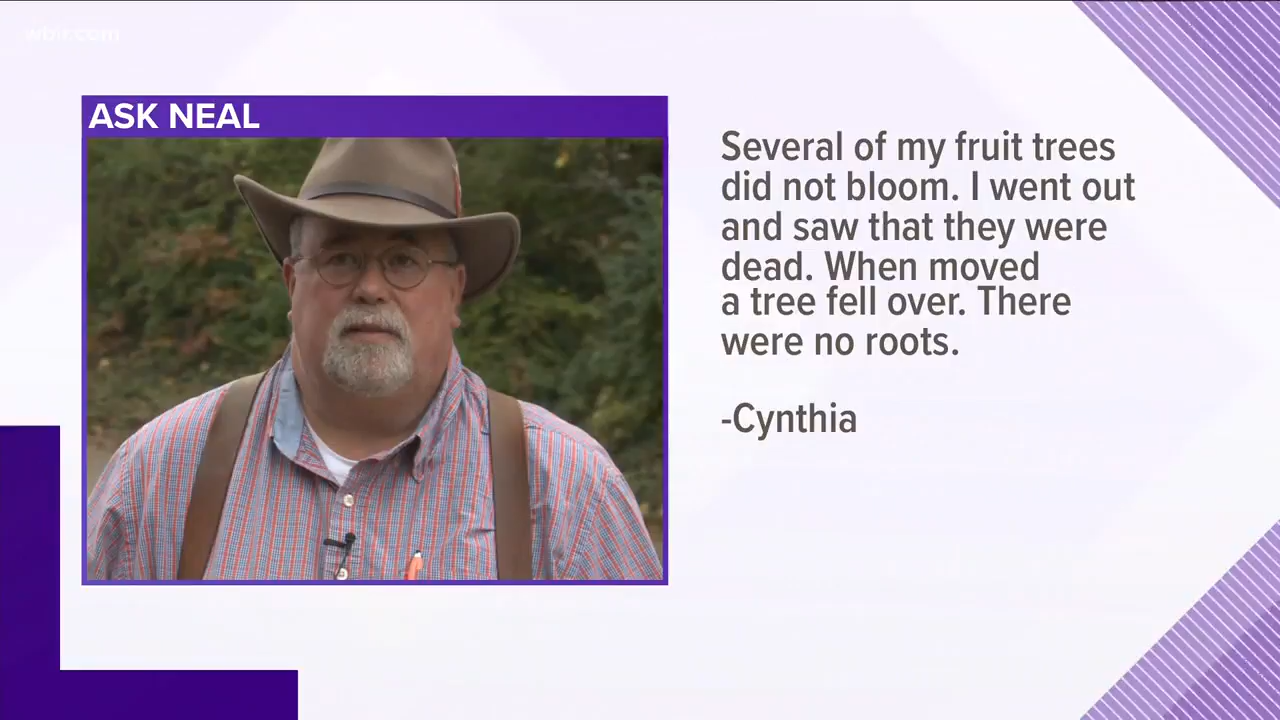 wbir.com
ASK NEAL
Several of my fruit trees
did not bloom. I went out
and saw that they were
dead. When moved
a tree fell over. There
were no roots.
-Cynthia